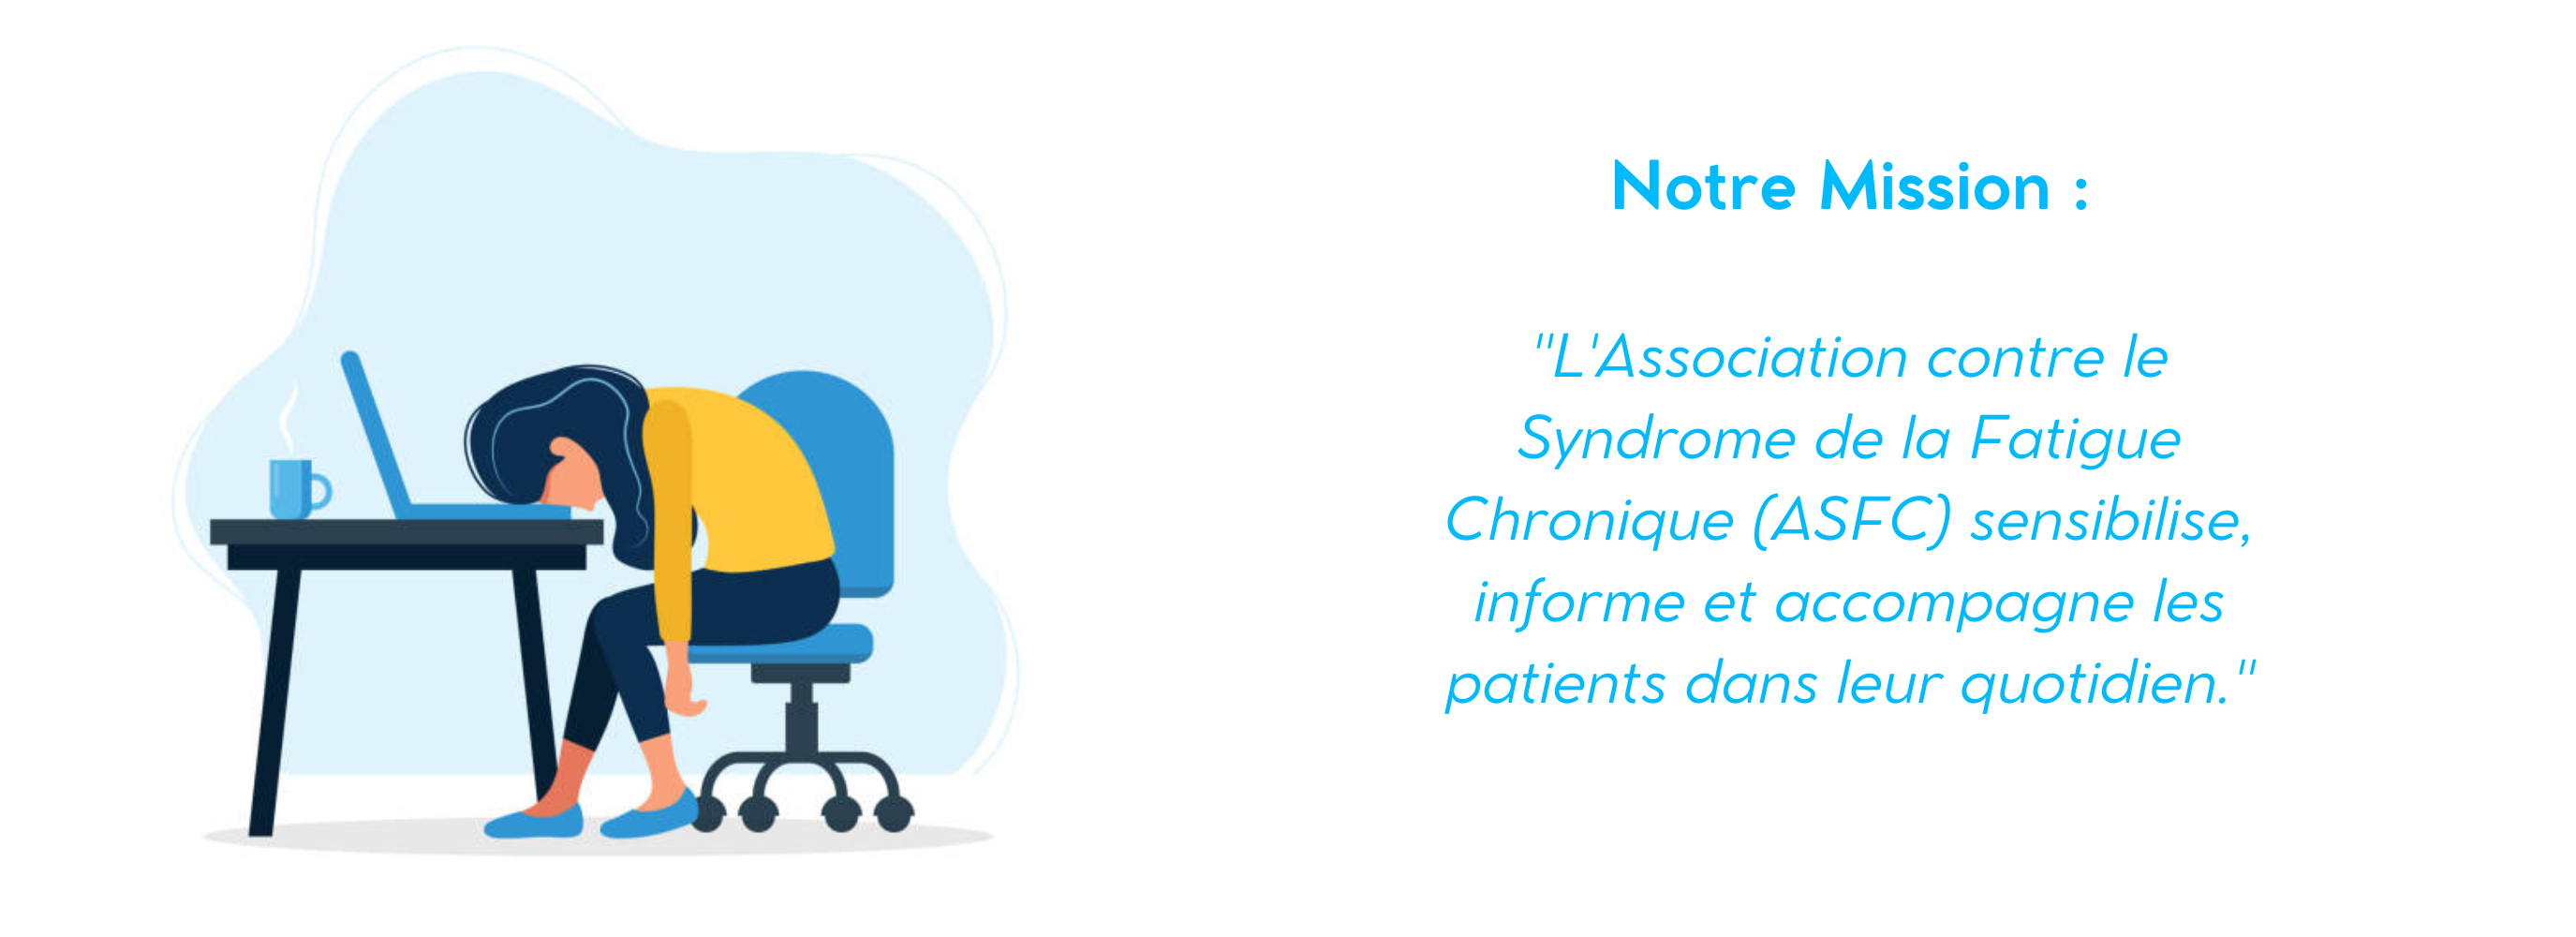 Notre Mission :
"L'Association contre le
Syndrome de la Fatigue
Chronique (ASFC) sensibilise,
informe et accompagne les
patients dans leur quotidien."